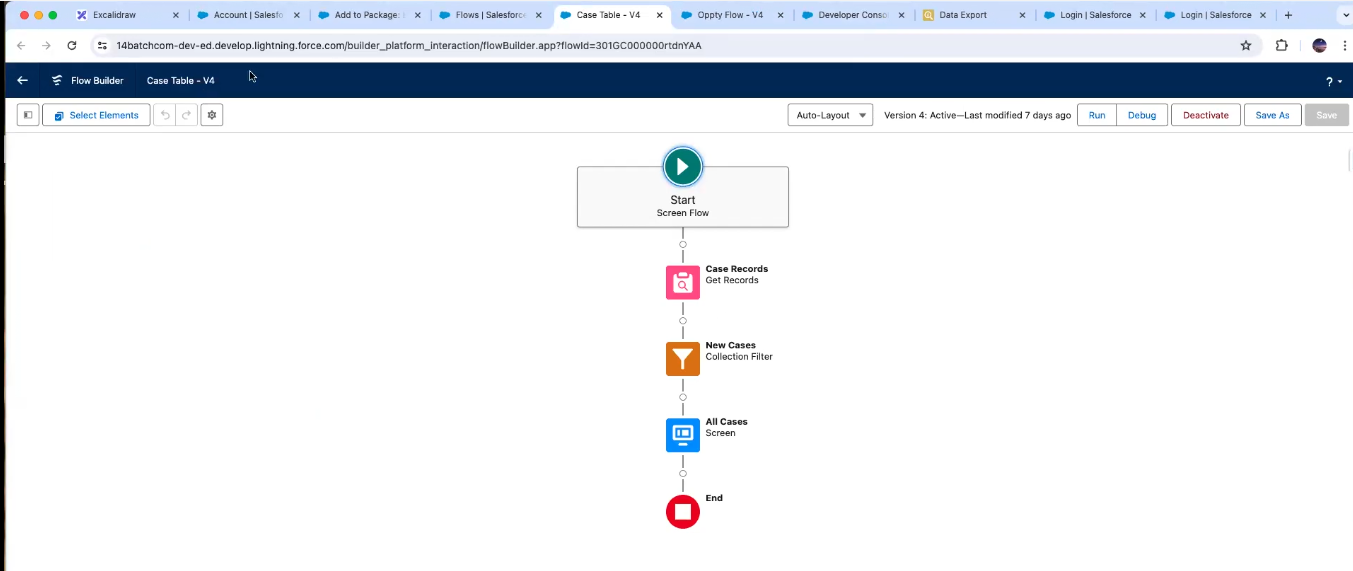 Excalidraw
Account | Salesfo
Add to Package:
Flows | Salesforce
Case Table - V4
Oppty Flow - V4
Developer Conso
Data Export
Login | Salesforce
Login | Salesforce
14batchcom-dev-ed.develop.lightning.force.com/builder_platform_interaction/flowBuilder.app?flowId=301GC000000rtdnYAA
Flow Builder
Case Table - V4
?
Select Elements
Auto-Layout
Version 4: Active—Last modified 7 days ago
Run
Debug
Deactivate
Save As
Save
Start
Screen Flow
Case Records
Get Records
New Cases
Collection Filter
All Cases
Screen
End